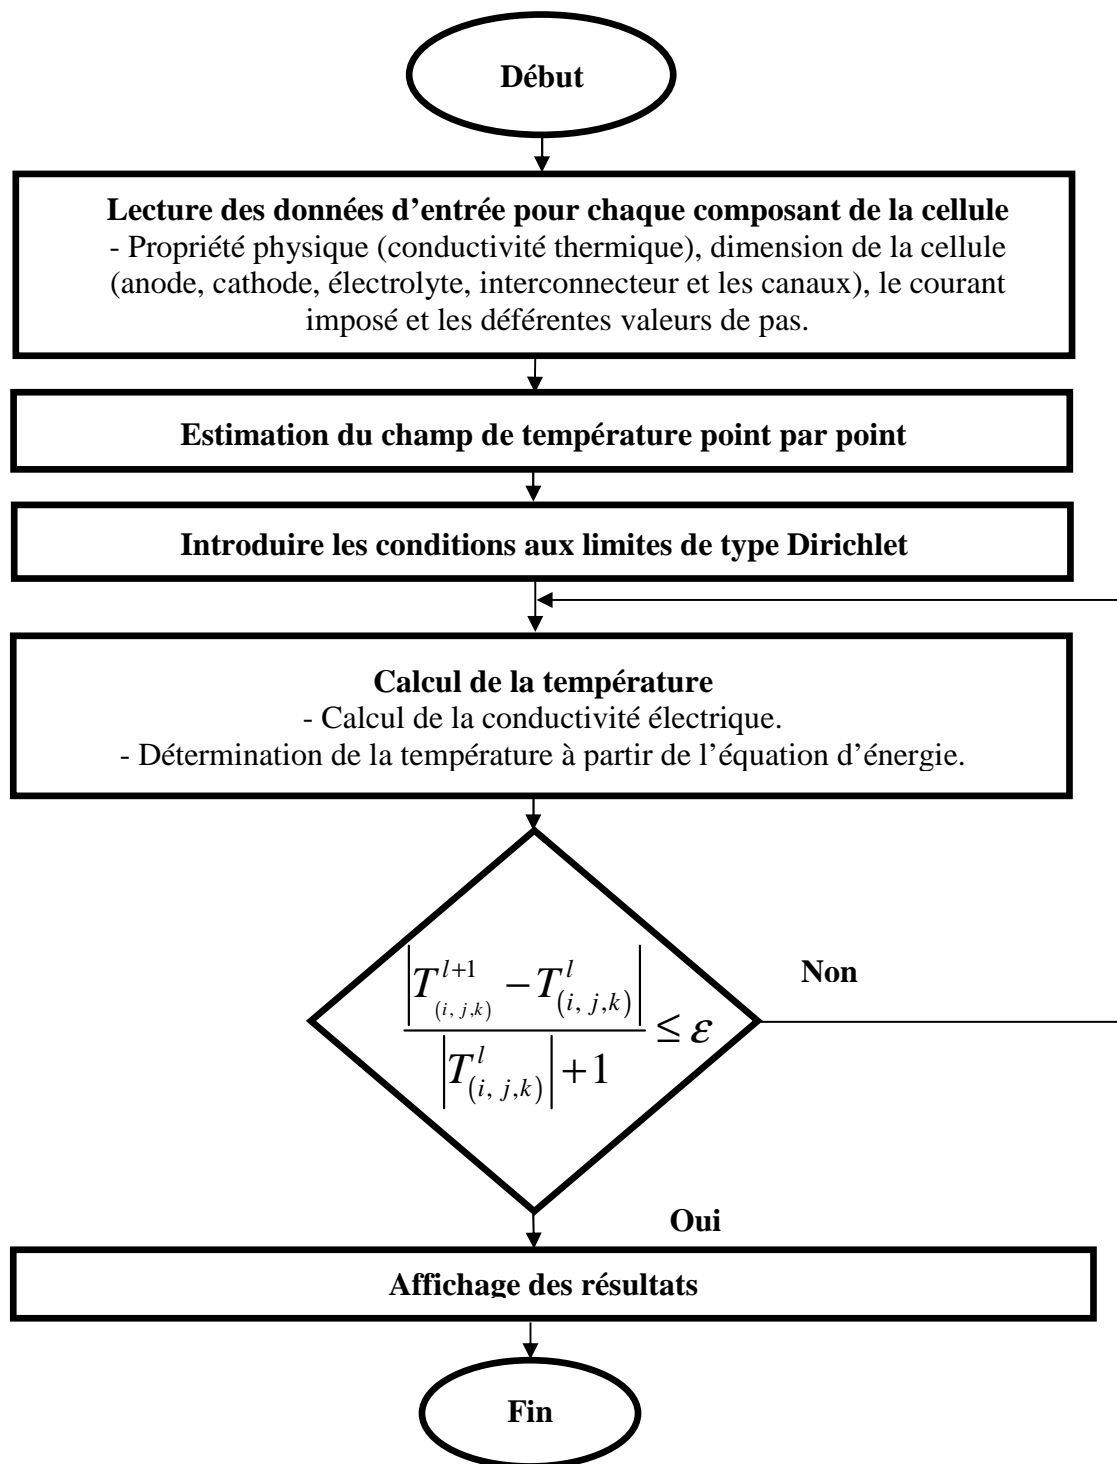 Début
Lecture des données d’entrée pour chaque composant de la cellule
- Propriété physique (conductivité thermique), dimension de la cellule
(anode, cathode, électrolyte, interconnecteur et les canaux), le courant
imposé et les déférentes valeurs de pas.
Estimation du champ de température point par point
Introduire les conditions aux limites de type Dirichlet
Calcul de la température
- Calcul de la conductivité électrique.
- Détermination de la température à partir de l’équation d’énergie.
|T^{l+1}_{(i, j,k)} − T^{l}_{(i, j,k)}|
≤ ε
|T^{l}_{(i, j,k)}| + 1
Non
Oui
Affichage des résultats
Fin